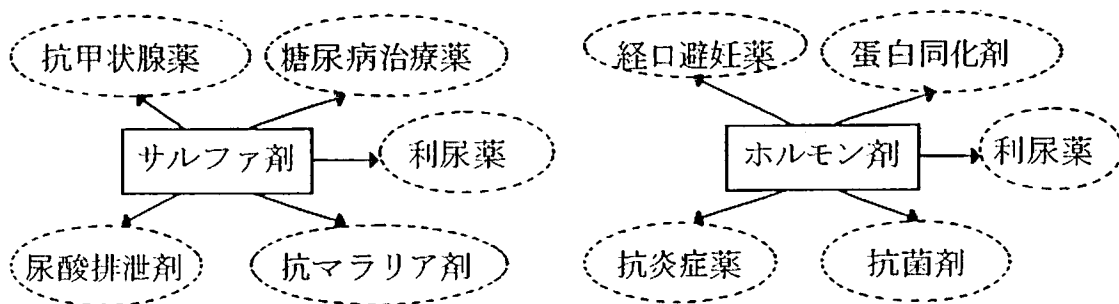 抗甲状腺薬
糖尿病治療薬
サルファ剤
利尿薬
尿酸排泄剤
抗マラリア剤
経口避妊薬
蛋白同化剤
ホルモン剤
利尿薬
抗炎症薬
抗菌剤